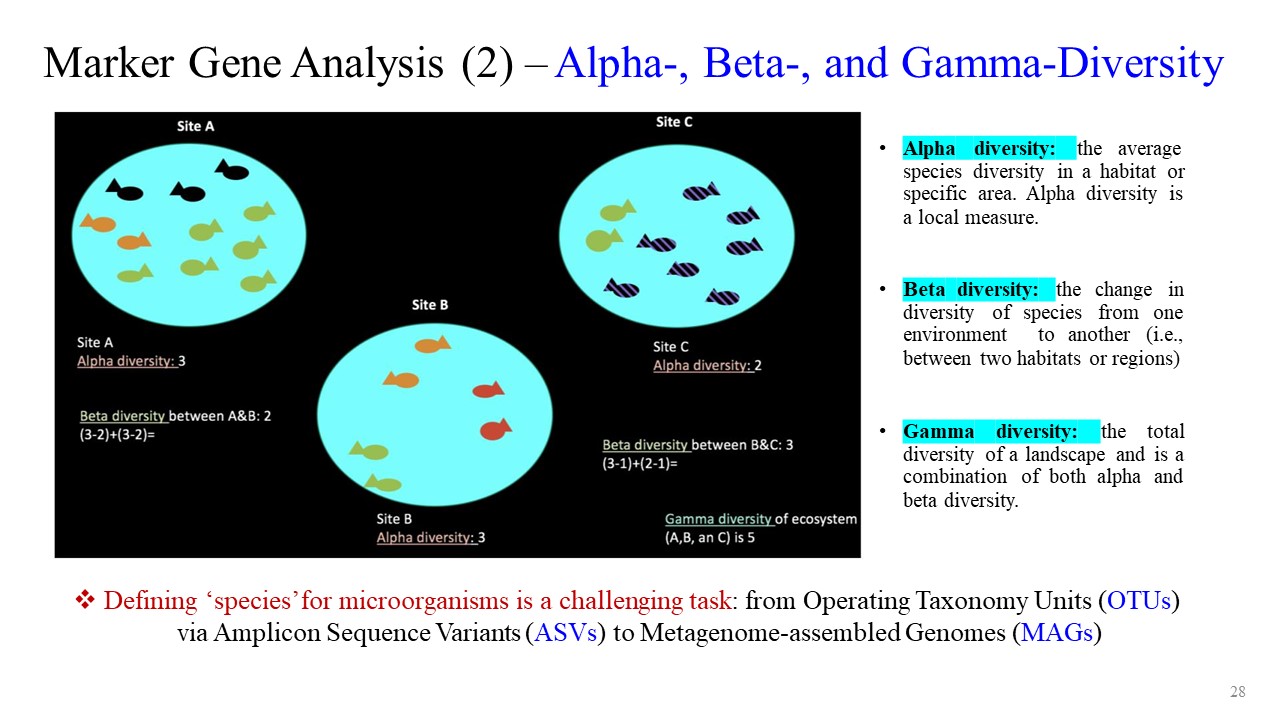 Marker Gene Analysis (2) – Alpha-, Beta-, and Gamma-Diversity
Site A
Site C
Site B
Site A
Alpha diversity: 3
Beta diversity between A&B: 2
(3-2)+(3-2)=
Site C
Alpha diversity: 2
Beta diversity between B&C: 3
(3-1)+(2-1)=
Site B
Alpha diversity: 3
Gamma diversity of ecosystem
(A,B, an C) is 5
• Alpha diversity: the average
species diversity in a habitat or
specific area. Alpha diversity is
a local measure.
• Beta diversity: the change in
diversity of species from one
environment to another (i.e.,
between two habitats or regions)
• Gamma diversity: the total
diversity of a landscape and is a
combination of both alpha and
beta diversity.
❖ Defining ‘species’ for microorganisms is a challenging task: from Operating Taxonomy Units (OTUs)
via Amplicon Sequence Variants (ASVs) to Metagenome-assembled Genomes (MAGs)
28